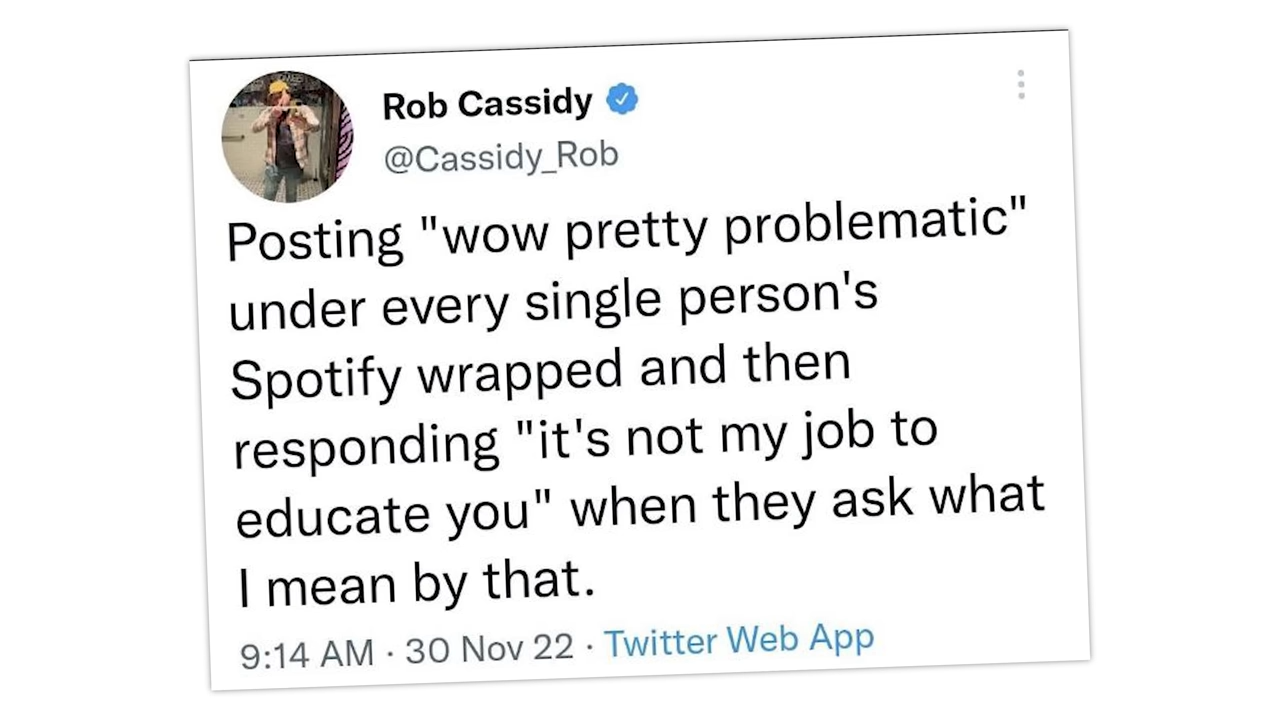 Rob Cassidy
@Cassidy_Rob
Posting "wow pretty problematic"
under every single person's
Spotify wrapped and then
responding "it's not my job to
educate you" when they ask what
I mean by that.
9:14 AM · 30 Nov 22 · Twitter Web App